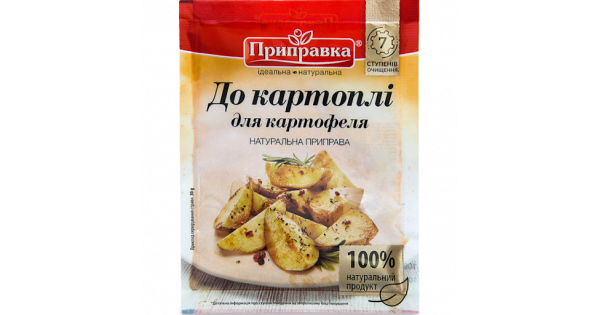 Приправка®
ідеальна натуральна
7
СТУПЕНІВ
ОЧИЩЕННЯ
До картоплі
для картофеля
НАТУРАЛЬНА ПРИПРАВА
100%
натуральний
продукт